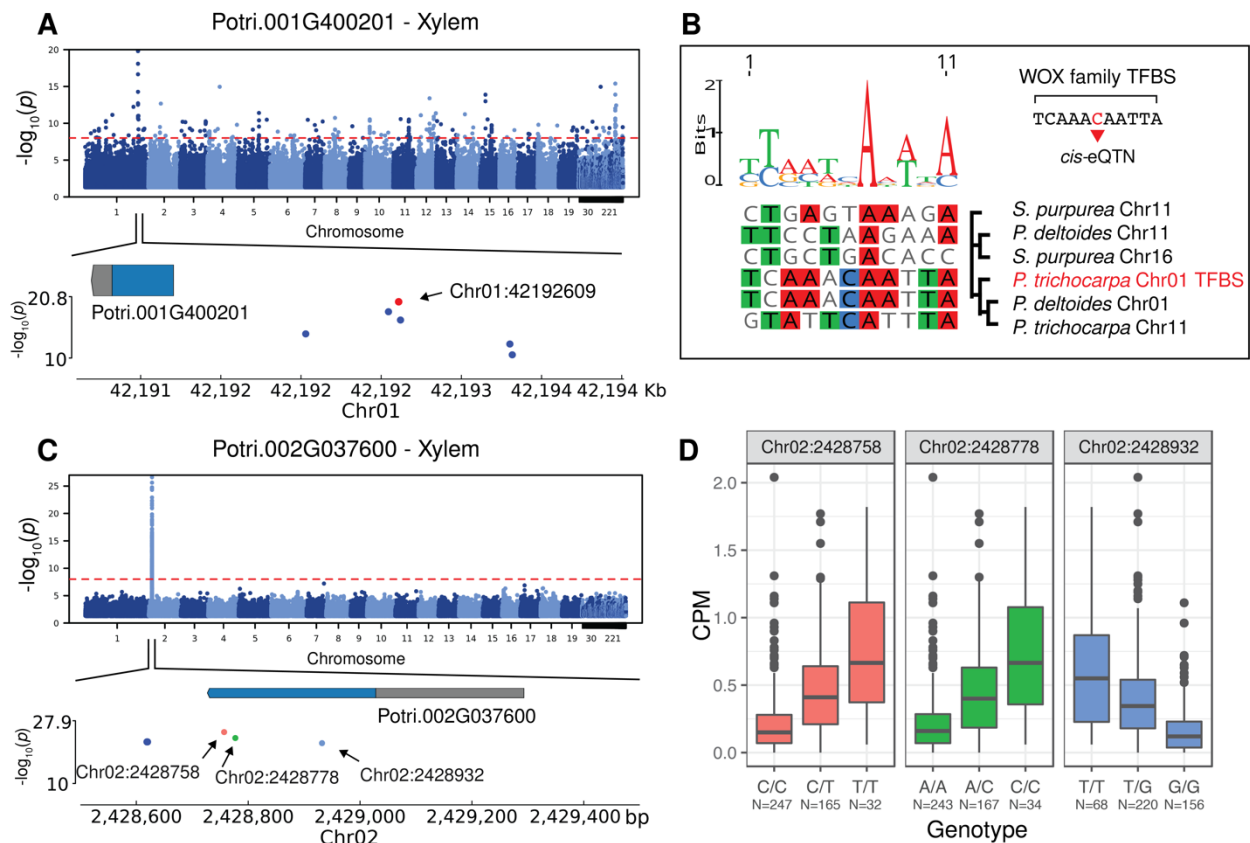 A
Potri.001G400201 - Xylem
20
15
10
5
0
-log10(p)
1 2 3 4 5 6 7 8 9 10 11 12 13 14 15 16 17 18 19 30 221
Chromosome
Potri.001G400201
20.8
10
-log10(p)
Chr01:42192609
42,191 42,192 42,192 42,192 42,193 42,194 42,194 Kb
Chr01
B
1 11
2
1
0
Bits
WOX family TFBS
TCAAACAATTA
cis-eQTN
CTGAGTAAAGA S. purpurea Chr11
TTCCTAAGAAA P. deltoides Chr11
CTGCTGACACC S. purpurea Chr16
TCAAACAATTA P. trichocarpa Chr01 TFBS
TCAAACAATTA P. deltoides Chr01
GTATTCATTTA P. trichocarpa Chr11
C
Potri.002G037600 - Xylem
25
20
15
10
5
0
-log10(p)
1 2 3 4 5 6 7 8 9 10 11 12 13 14 15 16 17 18 19 30 221
Chromosome
Potri.002G037600
27.9
10
-log10(p)
Chr02:2428758
Chr02:2428778
Chr02:2428932
2,428,600 2,428,800 2,429,000 2,429,200 2,429,400 bp
Chr02
D
Chr02:2428758 Chr02:2428778 Chr02:2428932
2.0
1.5
1.0
0.5
0.0
CPM
C/C C/T T/T A/A A/C C/C T/T T/G G/G
N=247 N=165 N=32 N=243 N=167 N=34 N=68 N=220 N=156
Genotype